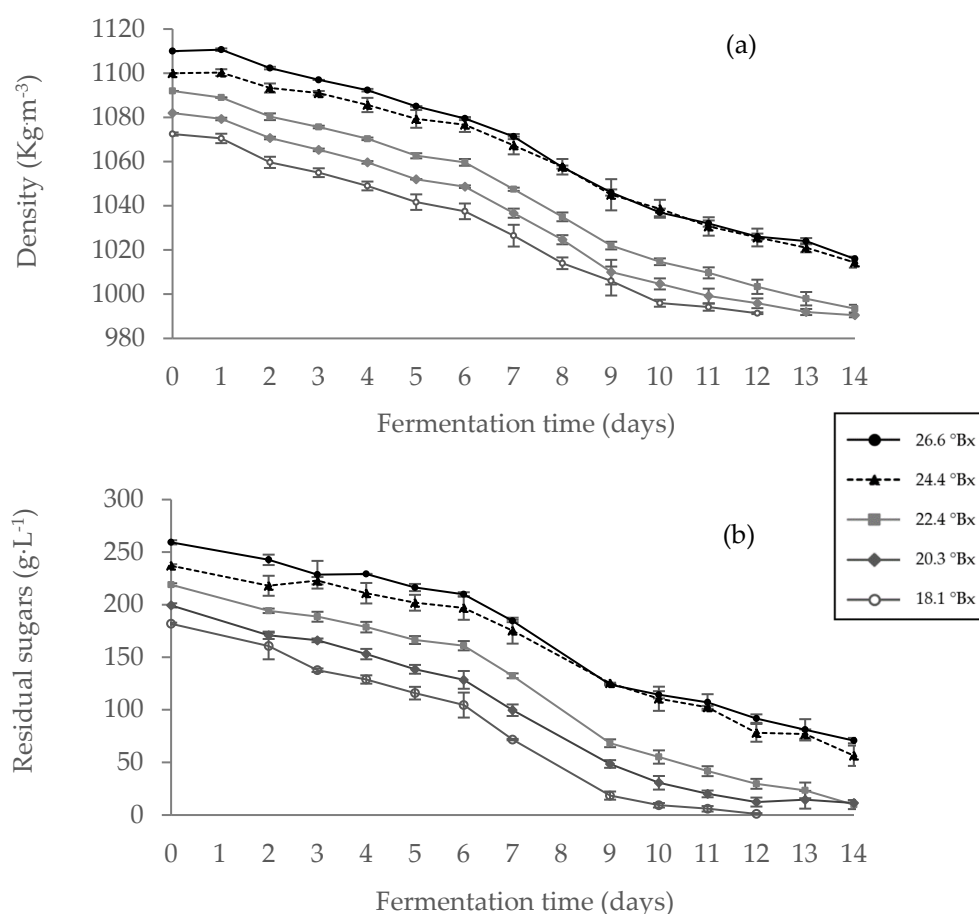 (a)
Density (Kg·m-3)
1120
1100
1080
1060
1040
1020
1000
980
0 1 2 3 4 5 6 7 8 9 10 11 12 13 14
Fermentation time (days)
26.6 °Bx
24.4 °Bx
22.4 °Bx
20.3 °Bx
18.1 °Bx
(b)
Residual sugars (g·L-1)
300
250
200
150
100
50
0
0 1 2 3 4 5 6 7 8 9 10 11 12 13 14
Fermentation time (days)